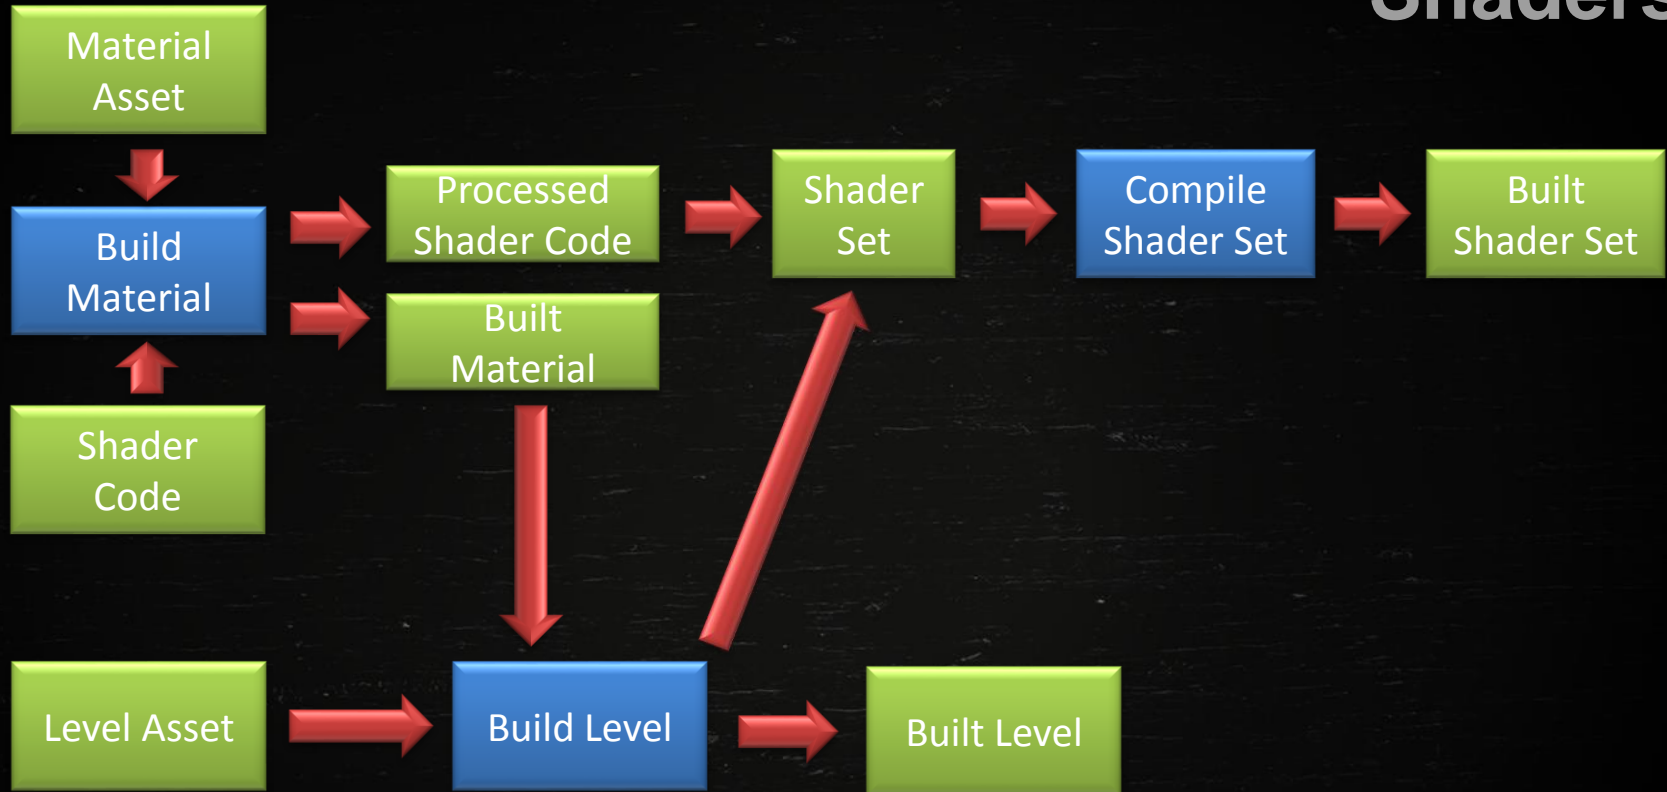 Shaders
Material
Asset
Build
Material
Shader
Code
Processed
Shader Code
Built
Material
Shader
Set
Compile
Shader Set
Built
Shader Set
Level Asset
Build Level
Built Level